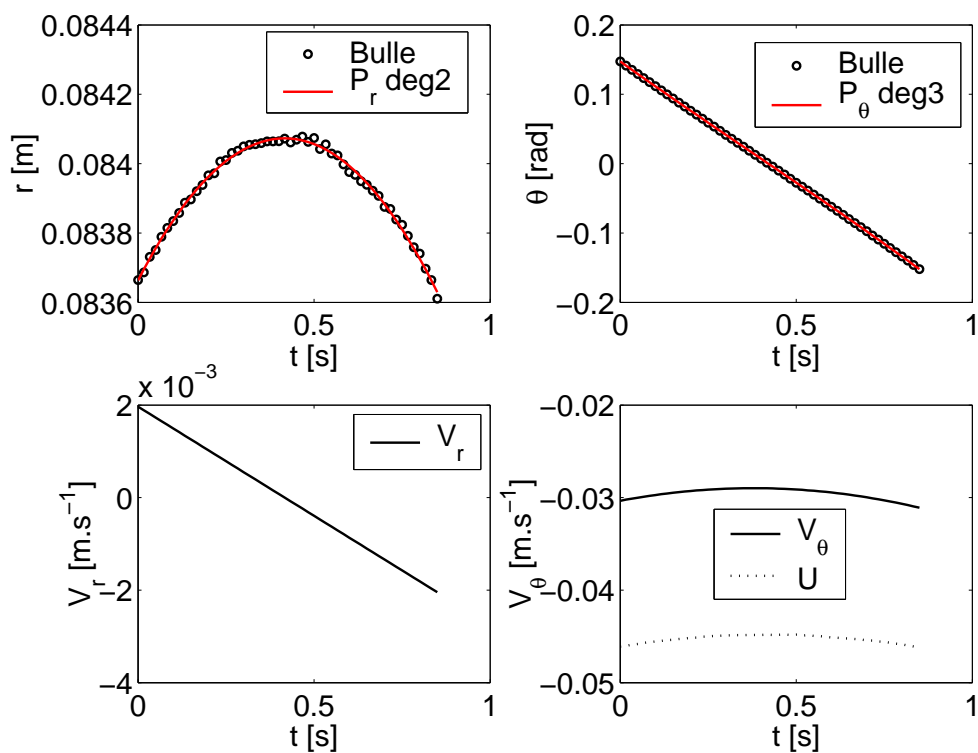 0.0844
0.0842
0.084
0.0838
0.0836
r [m]
Bulle
P_r deg2
0
0.5
1
t [s]
0.2
0.1
0
−0.1
−0.2
θ [rad]
Bulle
P_θ deg3
0
0.5
1
t [s]
x 10^−3
2
0
−2
−4
V_r [m.s^−1]
V_r
0
0.5
1
t [s]
−0.02
−0.03
−0.04
−0.05
V_θ [m.s^−1]
V_θ
U
0
0.5
1
t [s]